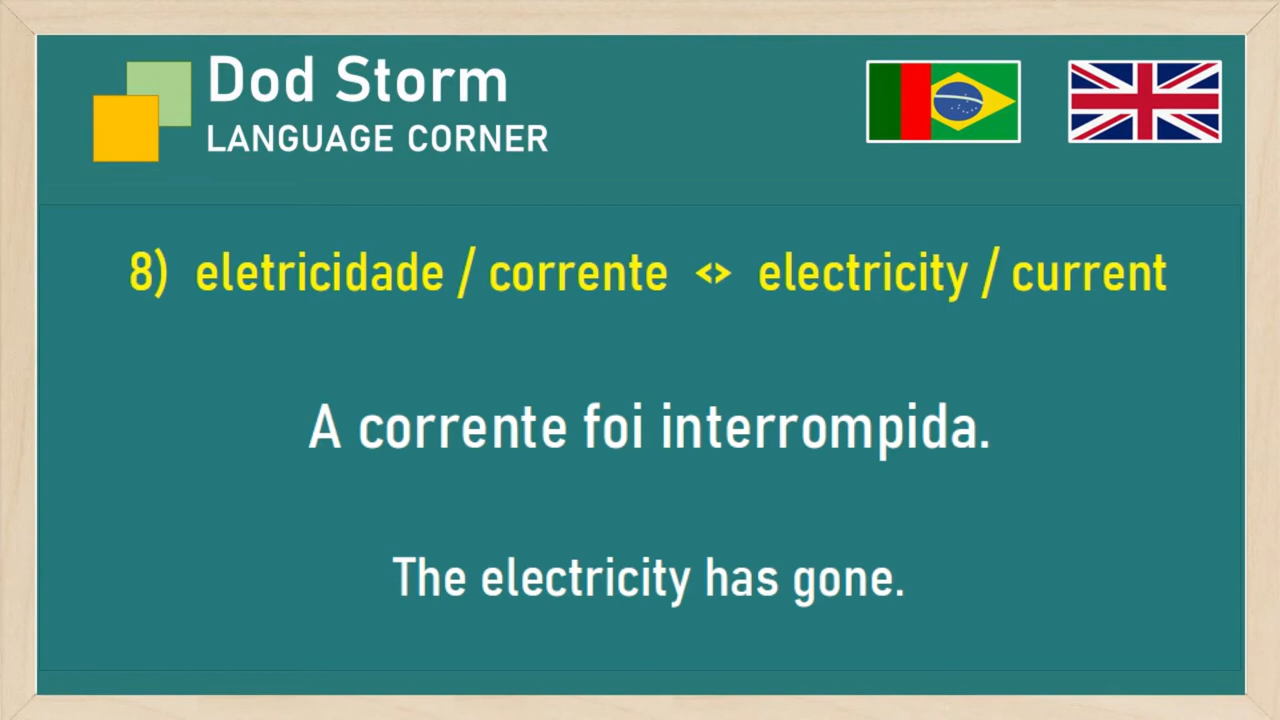 Dod Storm
LANGUAGE CORNER
8) eletricidade / corrente <> electricity / current
A corrente foi interrompida.
The electricity has gone.